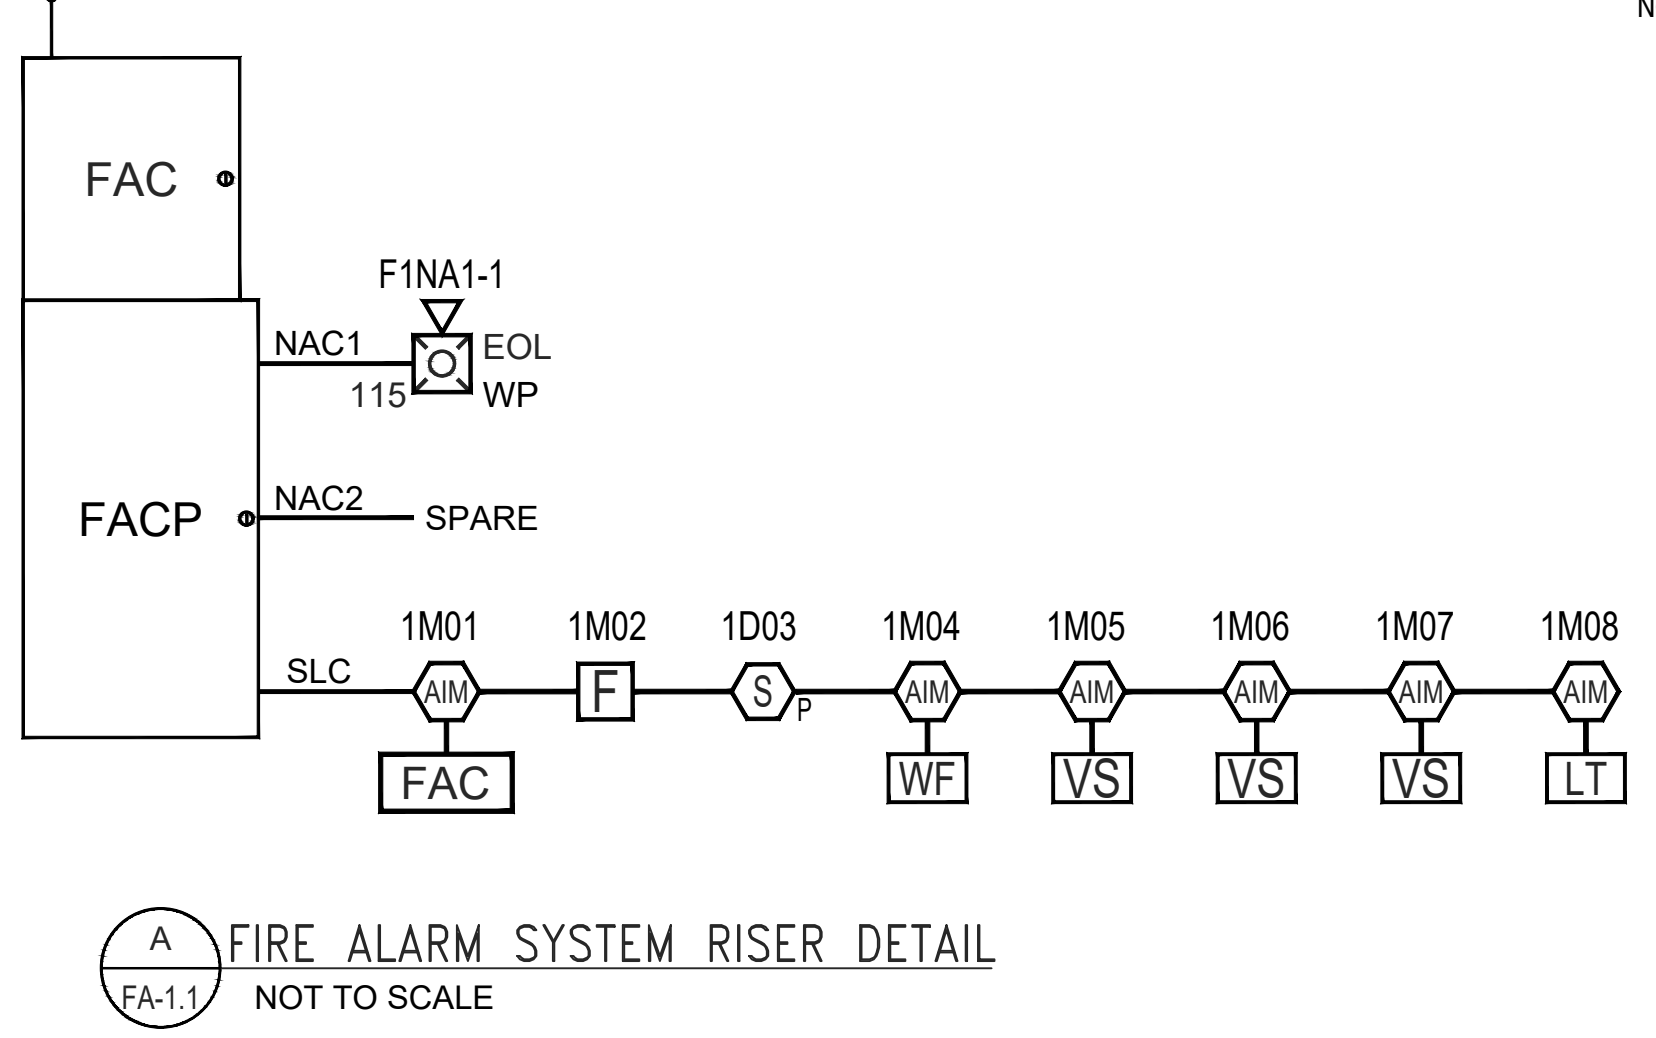 N
FAC
F1NA1-1
NAC1
EOL
115
WP
FACP
NAC2
SPARE
1M01 1M02 1D03 1M04 1M05 1M06 1M07 1M08
SLC
AIM F S P AIM AIM AIM AIM AIM
FAC WF VS VS VS LT
A
FIRE ALARM SYSTEM RISER DETAIL
FA-1.1
NOT TO SCALE